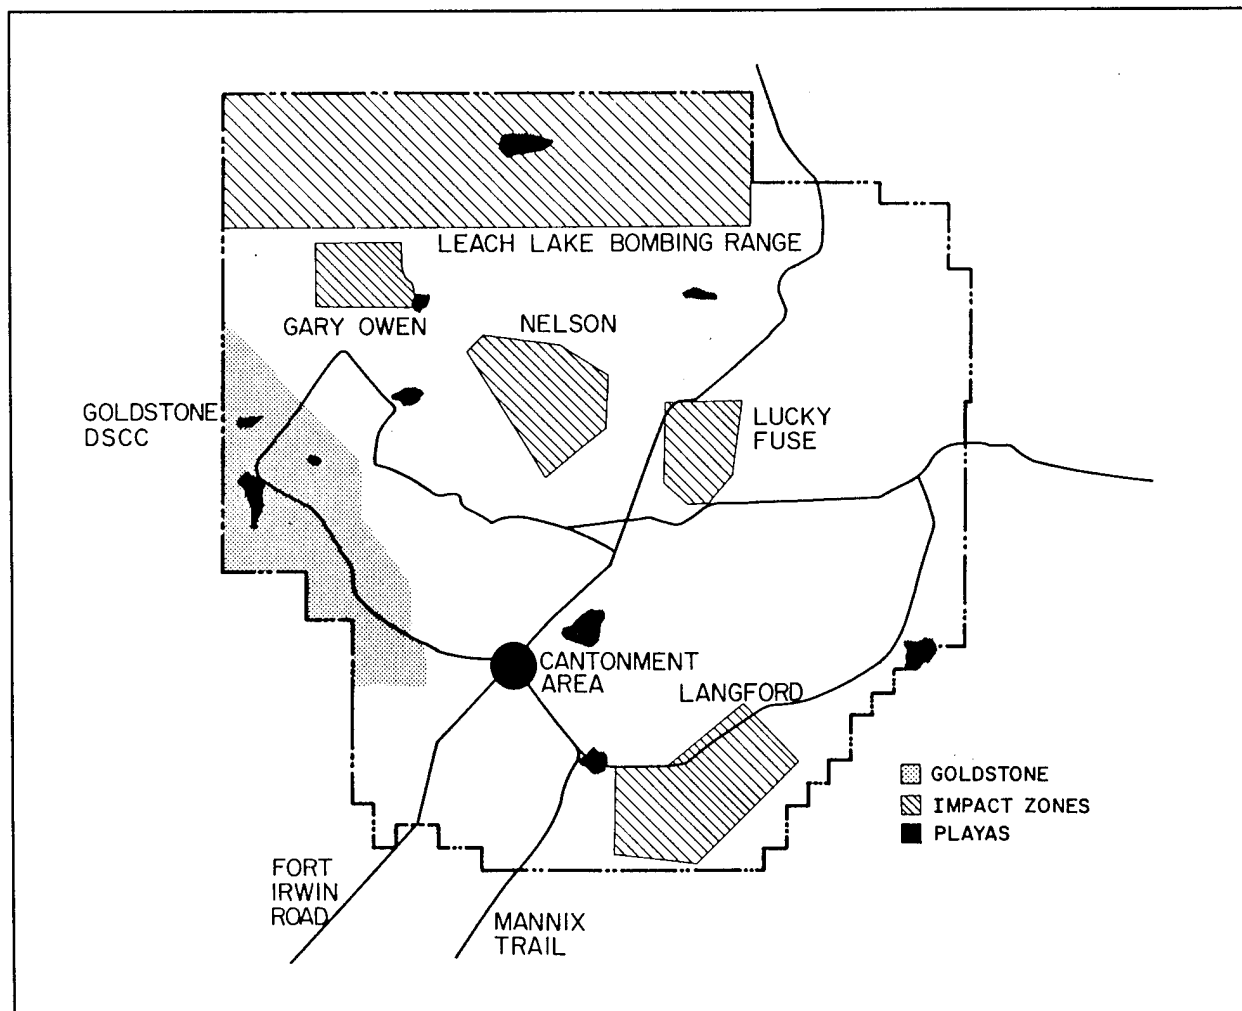 LEACH LAKE BOMBING RANGE
GARY OWEN
NELSON
GOLDSTONE
DSCC
LUCKY
FUSE
CANTONMENT
AREA
LANGFORD
GOLDSTONE
IMPACT ZONES
PLAYAS
FORT
IRWIN
ROAD
MANNIX
TRAIL